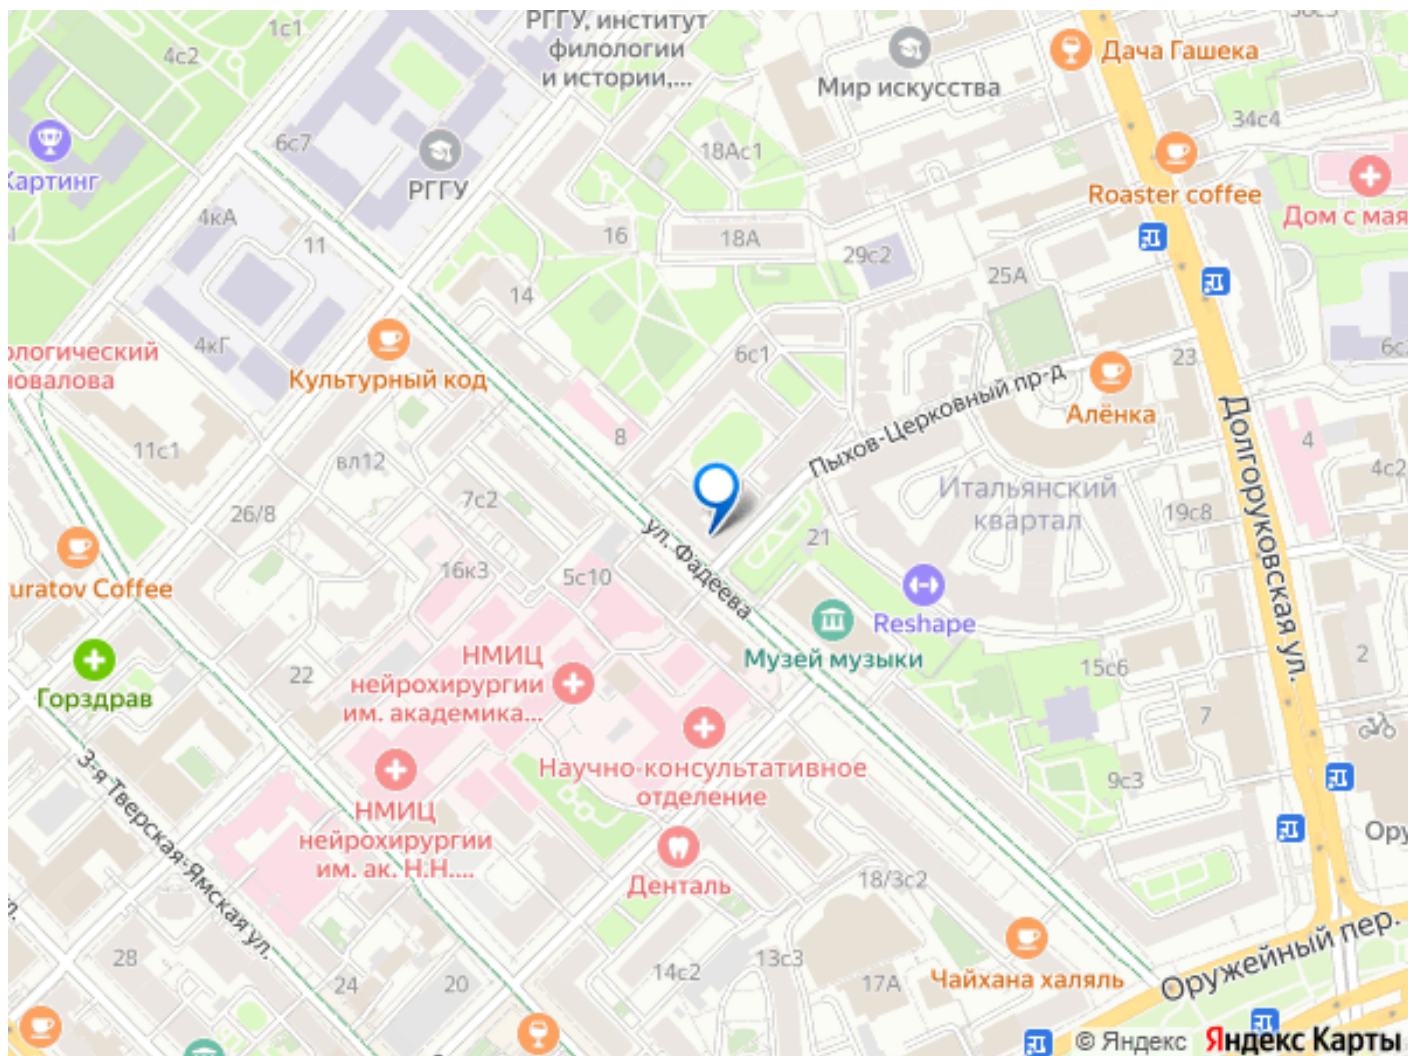 1с1
4с2
РГГУ, институт
филологии
и истории,...
Дача Гашека
Мир искусства
34с4
6с7
18Ас1
Картинг
РГГУ
Roaster coffee
Дом с мая
4кА
11
16
18А
29с2
25А
14
4кГ
6с1
23
ологический
новалова
Культурный код
Пыхов-Церковный пр-д
Алёнка
Долгоруковская ул.
8
4
11с1
вл12
4с2
7с2
Итальянский
квартал
26/8
19с8
ул. Фадеева
21
16к3
5с10
uratov Coffee
Reshape
Музей музыки
НМИЦ
нейрохирургии
им. академика...
22
15с6
2
Горздрав
7
3-я Тверская-Ямская ул.
Научно-консультативное
отделение
9с3
НМИЦ
нейрохирургии
им. ак. Н.Н....
Ору
Денталь
18/3с2
л.
Оружейный пер.
28
24
20
14с2
13с3
17А
Чайхана халяль
© Яндекс Яндекс Карты